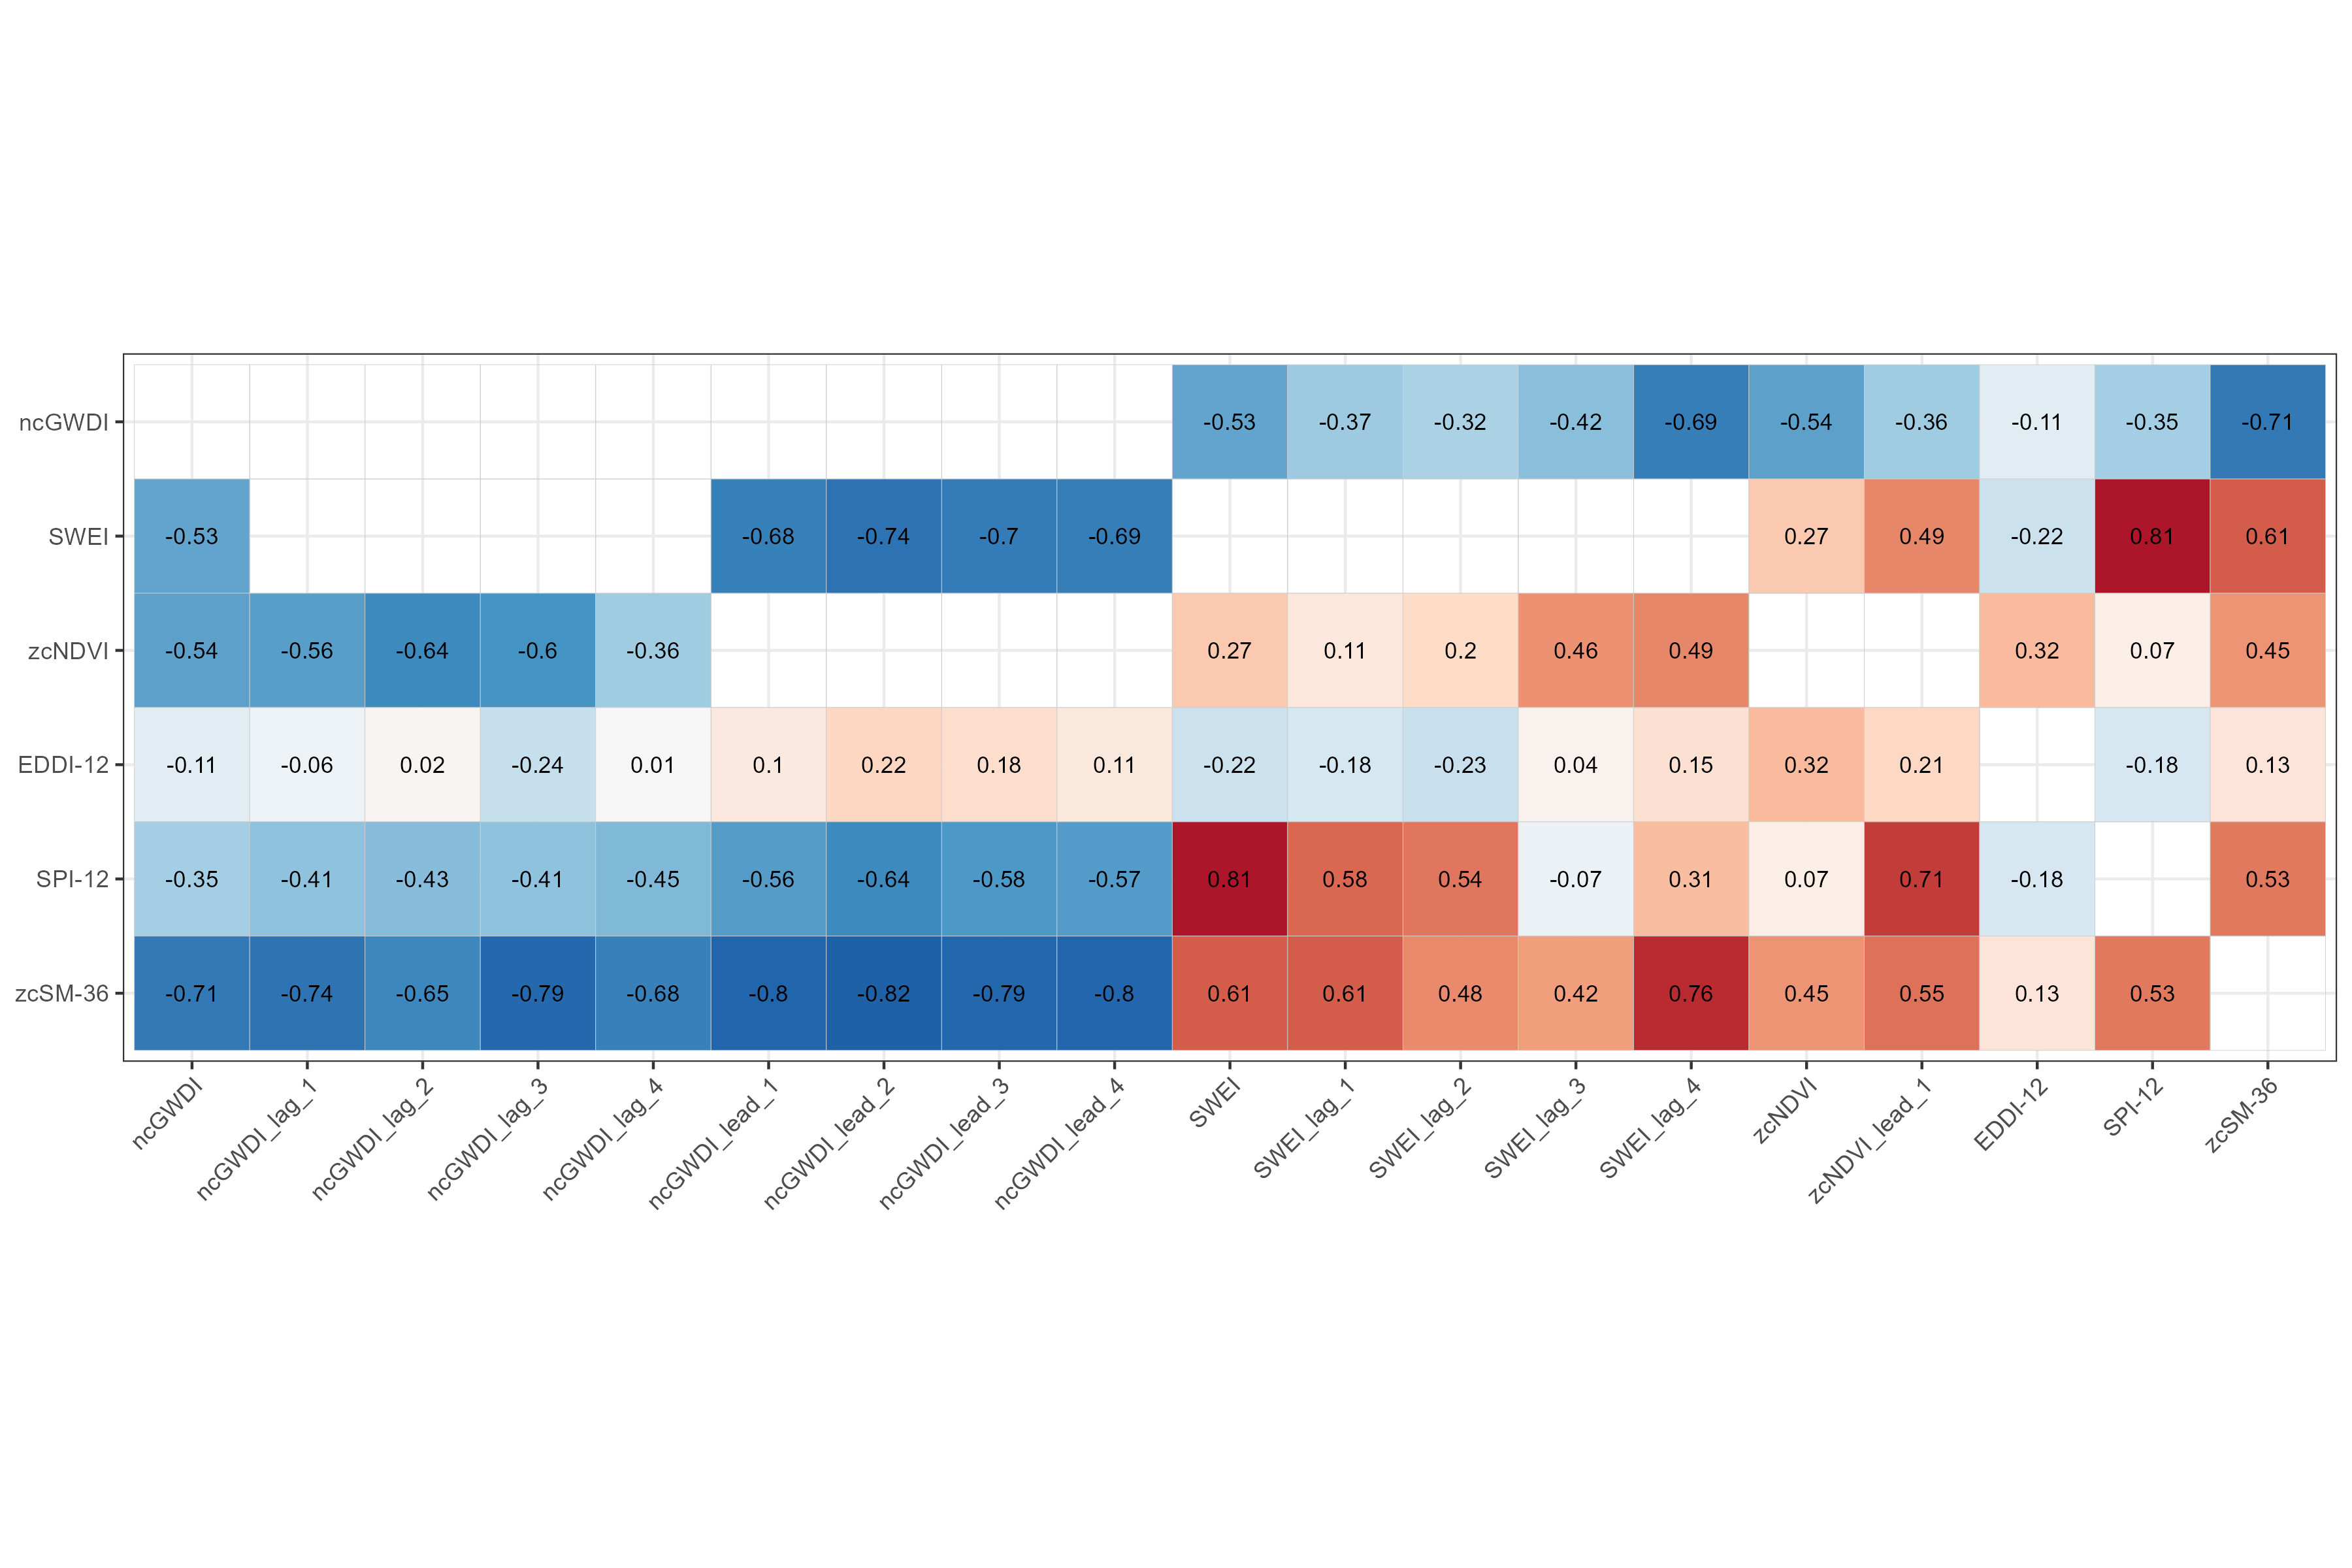 ncGWDI -0.53 -0.37 -0.32 -0.42 -0.69 -0.54 -0.36 -0.11 -0.35 -0.71
SWEI -0.53 -0.68 -0.74 -0.7 -0.69 0.27 0.49 -0.22 0.81 0.61
zcNDVI -0.54 -0.56 -0.64 -0.6 -0.36 0.27 0.11 0.2 0.46 0.49 0.32 0.07 0.45
EDDI-12 -0.11 -0.06 0.02 -0.24 0.01 0.1 0.22 0.18 0.11 -0.22 -0.18 -0.23 0.04 0.15 0.32 0.21 -0.18 0.13
SPI-12 -0.35 -0.41 -0.43 -0.41 -0.45 -0.56 -0.64 -0.58 -0.57 0.81 0.58 0.54 -0.07 0.31 0.07 0.71 -0.18 0.53
zcSM-36 -0.71 -0.74 -0.65 -0.79 -0.68 -0.8 -0.82 -0.79 -0.8 0.61 0.61 0.48 0.42 0.76 0.45 0.55 0.13 0.53
ncGWDI
ncGWDI_lag_1
ncGWDI_lag_2
ncGWDI_lag_3
ncGWDI_lag_4
ncGWDI_lead_1
ncGWDI_lead_2
ncGWDI_lead_3
ncGWDI_lead_4
SWEI
SWEI_lag_1
SWEI_lag_2
SWEI_lag_3
SWEI_lag_4
zcNDVI
zcNDVI_lead_1
EDDI-12
SPI-12
zcSM-36